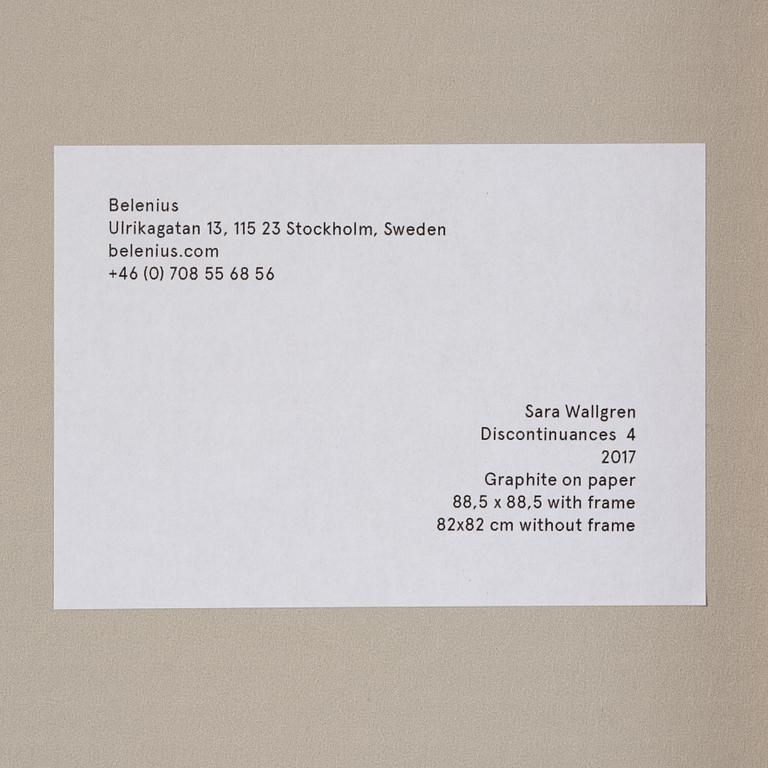 Belenius
Ulrikagatan 13, 115 23 Stockholm, Sweden
belenius.com
+46 (0) 708 55 68 56
Sara Wallgren
Discontinuances 4
2017
Graphite on paper
88,5 x 88,5 with frame
82x82 cm without frame